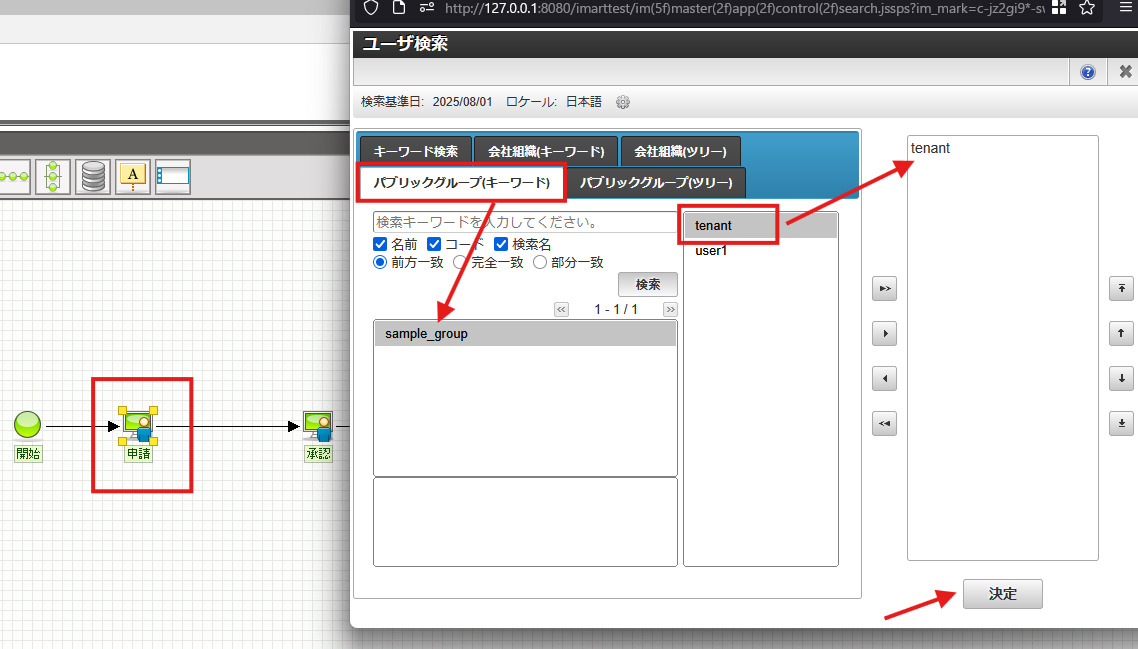 http://127.0.0.1:8080/imarttest/im(5f)master(2f)app(2f)control(2f)search.jssps?im_mark=c-jz2gi9*-sv
ユーザ検索
検索基準日: 2025/08/01 ロケール: 日本語
キーワード検索 会社組織(キーワード) 会社組織(ツリー)
パブリックグループ(キーワード) パブリックグループ(ツリー)
検索キーワードを入力してください。
名前 コード 検索名
前方一致 完全一致 部分一致
検索
1 - 1 / 1
sample_group
tenant
user1
tenant
決定
A
開始
申請
承認